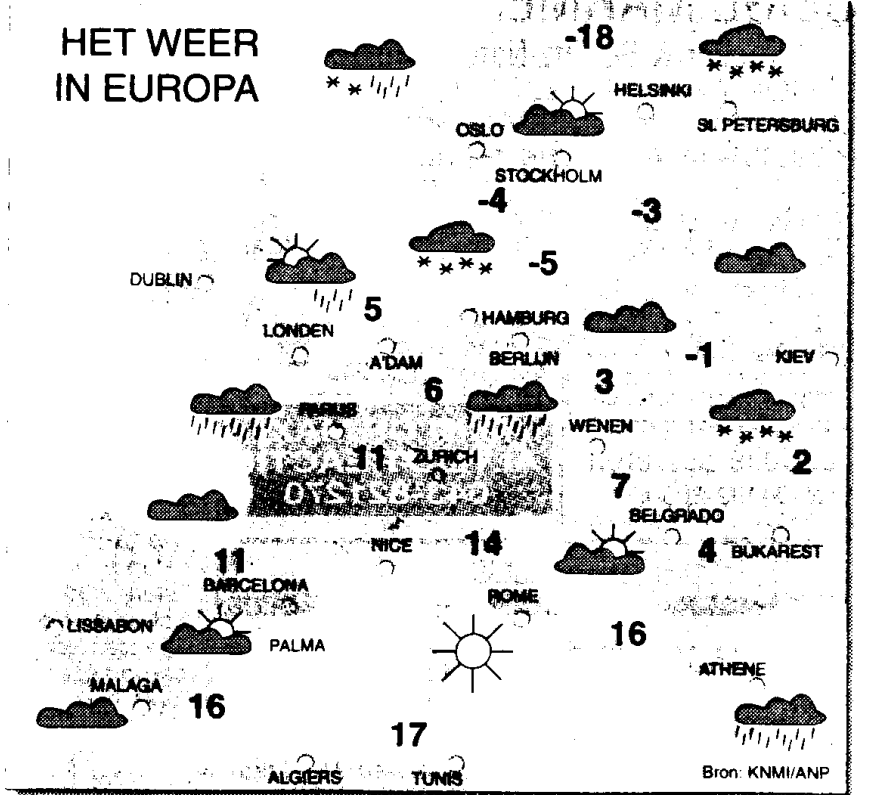 HET WEER
IN EUROPA
-18
HELSINKI
OSLO
St. PETERSBURG
STOCKHOLM
-4
-3
-5
DUBLIN
5
HAMBURG
LONDEN
A'DAM
BERLIJN
-1
KIEV
6
3
PARIJS
WENEN
11
ZURICH
2
7
BELGRADO
NICE
14
4
BUKAREST
11
BARCELONA
ROME
LISSABON
16
PALMA
ATHENE
MALAGA
16
17
ALGIERS
TUNIS
Bron: KNMI/ANP